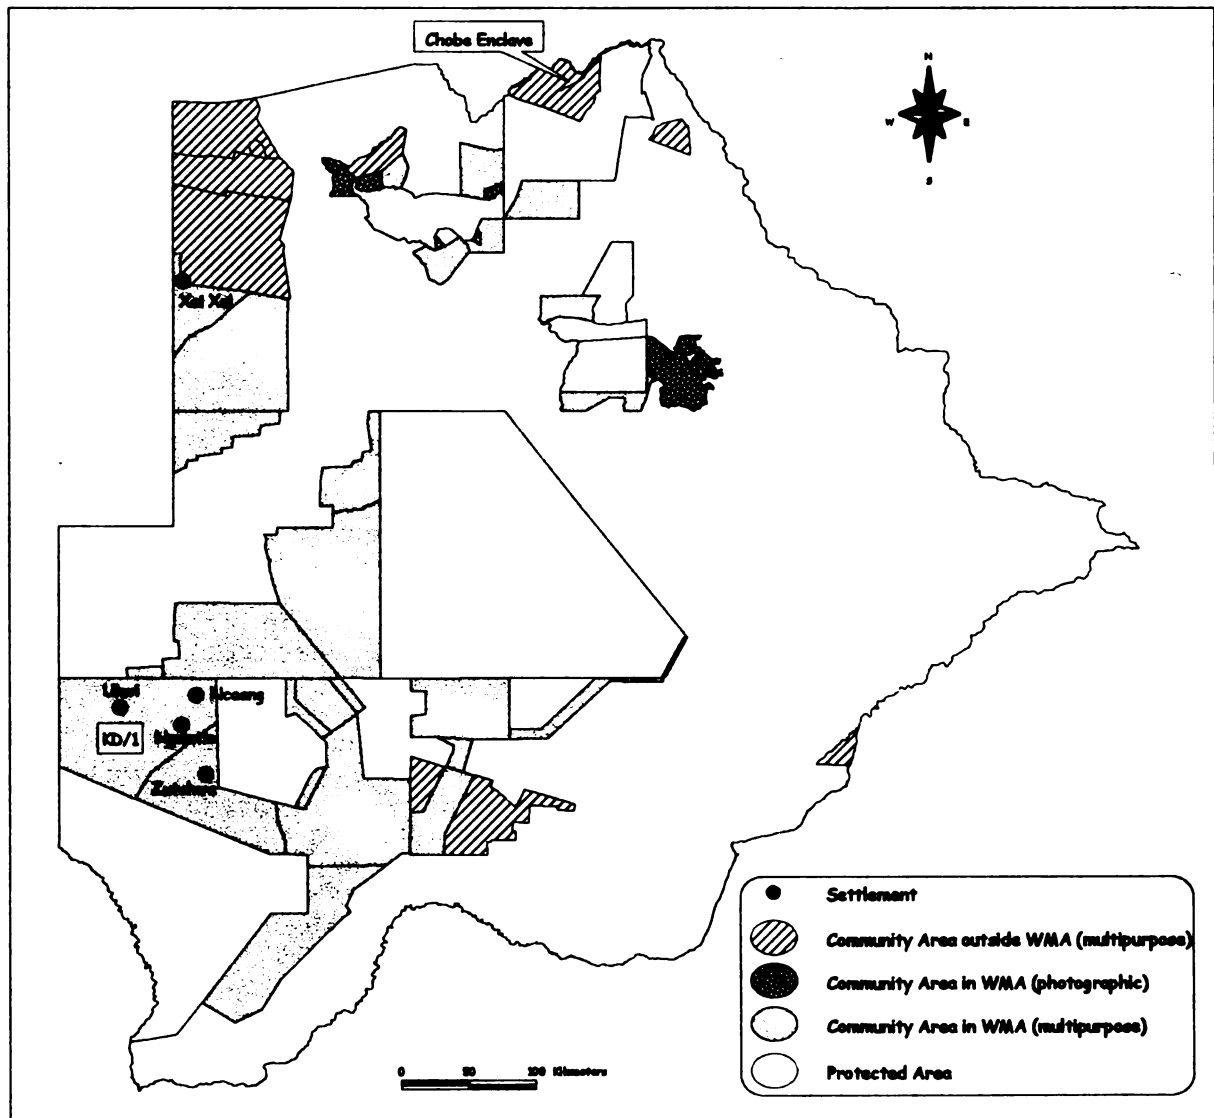 Chobe Enclave
N
W
E
S
Xai Xai
Ukwi
Ncaang
KD/1
Zutshwa
Settlement
Community Area outside WMA (multipurpose)
Community Area in WMA (photographic)
Community Area in WMA (multipurpose)
Protected Area
0 50 100 Kilometers